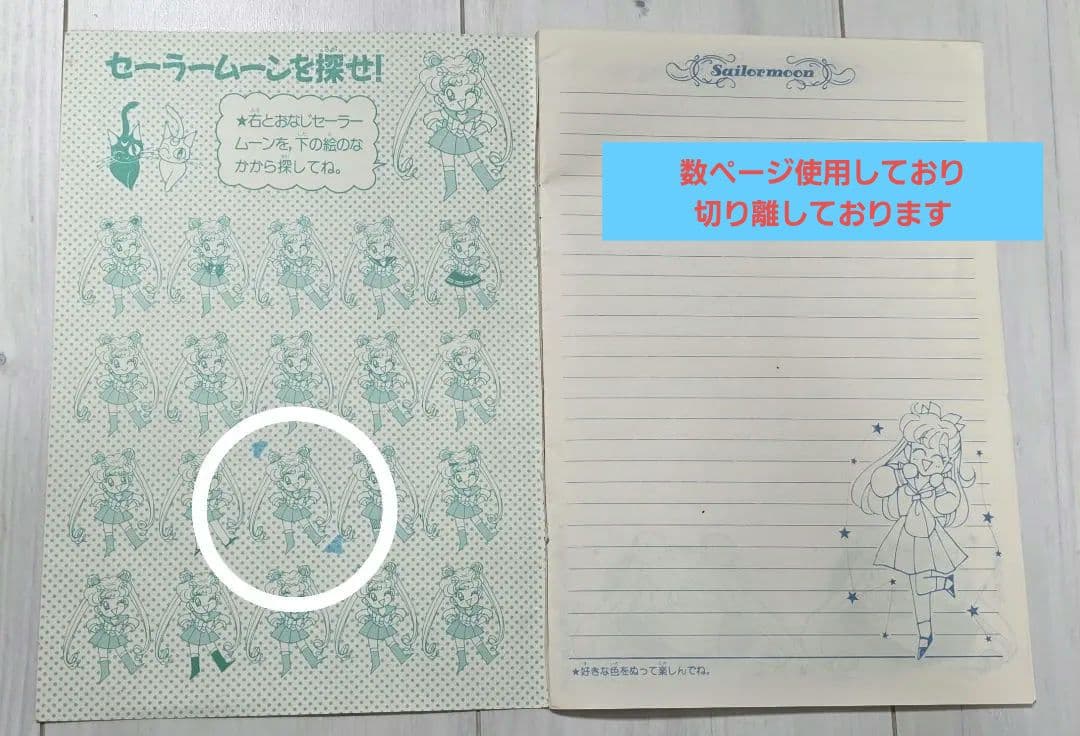 セーラームーンを探せ!
★右とおなじセーラー
ムーンを,下の絵のな
かから探してね。
Sailormoon
数ページ使用しており
切り離しております
★好きな色をぬって楽しんでね。